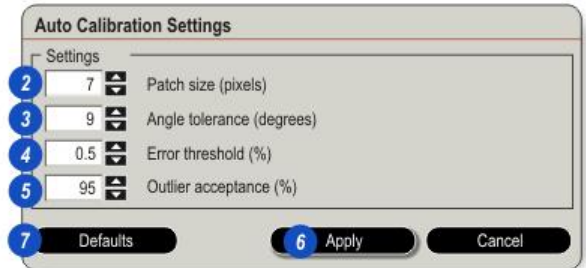 Auto Calibration Settings
Settings
2 7 Patch size (pixels)
3 9 Angle tolerance (degrees)
4 0.5 Error threshold (%)
5 95 Outlier acceptance (%)
7 Defaults 6 Apply Cancel